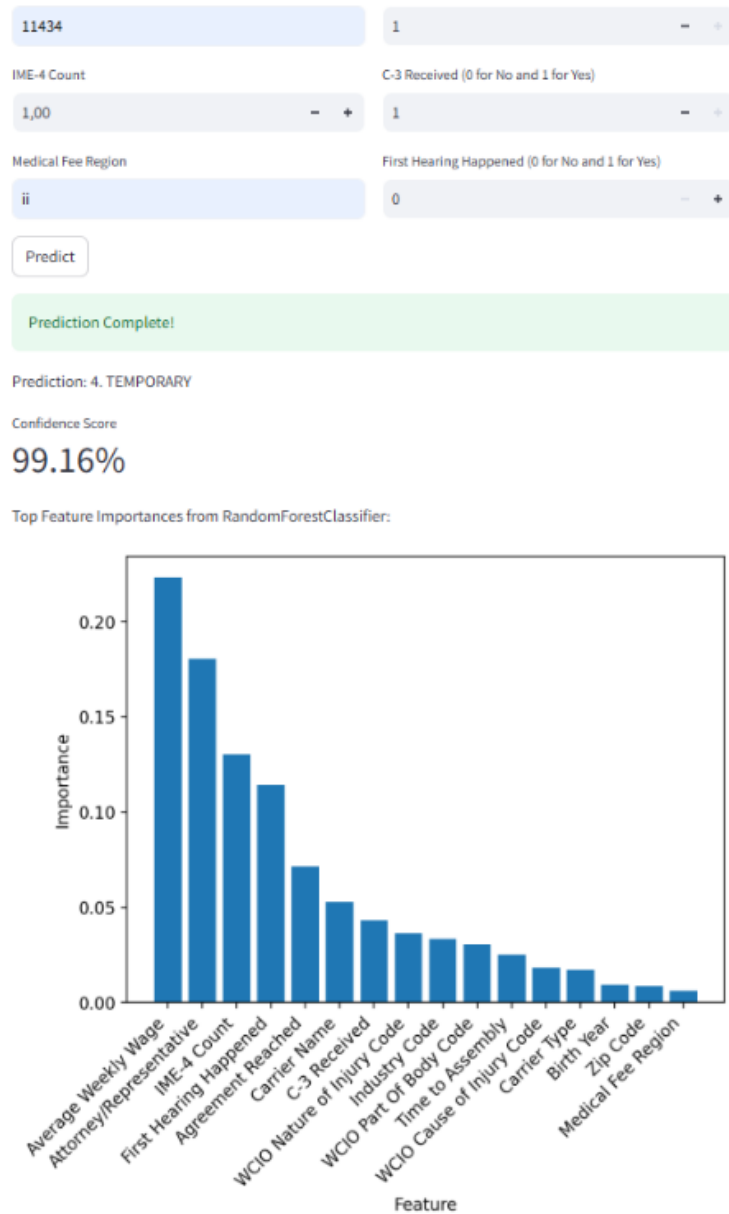 11434 1 - +
IME-4 Count C-3 Received (0 for No and 1 for Yes)
1,00 - + 1 - +
Medical Fee Region First Hearing Happened (0 for No and 1 for Yes)
ii 0 - +
Predict
Prediction Complete!
Prediction: 4. TEMPORARY
Confidence Score
99.16%
Top Feature Importances from RandomForestClassifier:
0.20
0.15
0.10
0.05
0.00
Importance
Average Weekly Wage
Attorney/Representative
IME-4 Count
First Hearing Happened
Agreement Reached
Carrier Name
C-3 Received
WCIO Nature of Injury Code
Industry Code
WCIO Part Of Body Code
Time to Assembly
WCIO Cause of Injury Code
Carrier Type
Birth Year
Zip Code
Medical Fee Region
Feature